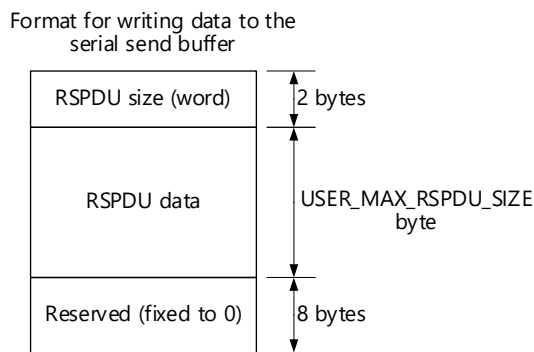 Format for writing data to the
serial send buffer
RSPDU size (word)
2 bytes
RSPDU data
USER_MAX_RSPDU_SIZE
byte
Reserved (fixed to 0)
8 bytes